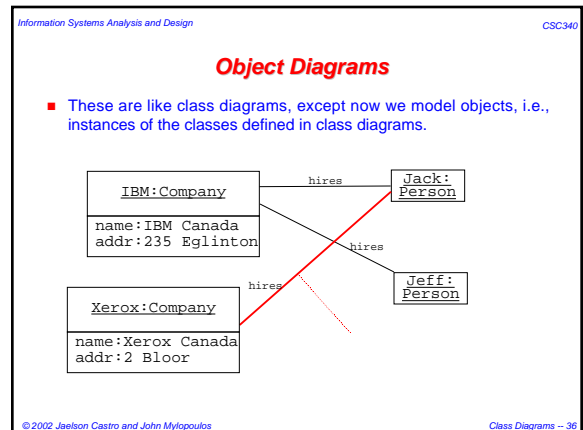 Information Systems Analysis and Design
CSC340
Object Diagrams
These are like class diagrams, except now we model objects, i.e.,
instances of the classes defined in class diagrams.
hires
IBM:Company
Jack:
Person
name:IBM Canada
addr:235 Eglinton
hires
hires
Jeff:
Person
Xerox:Company
name:Xerox Canada
addr:2 Bloor
© 2002 Jaelson Castro and John Mylopoulos
Class Diagrams -- 36